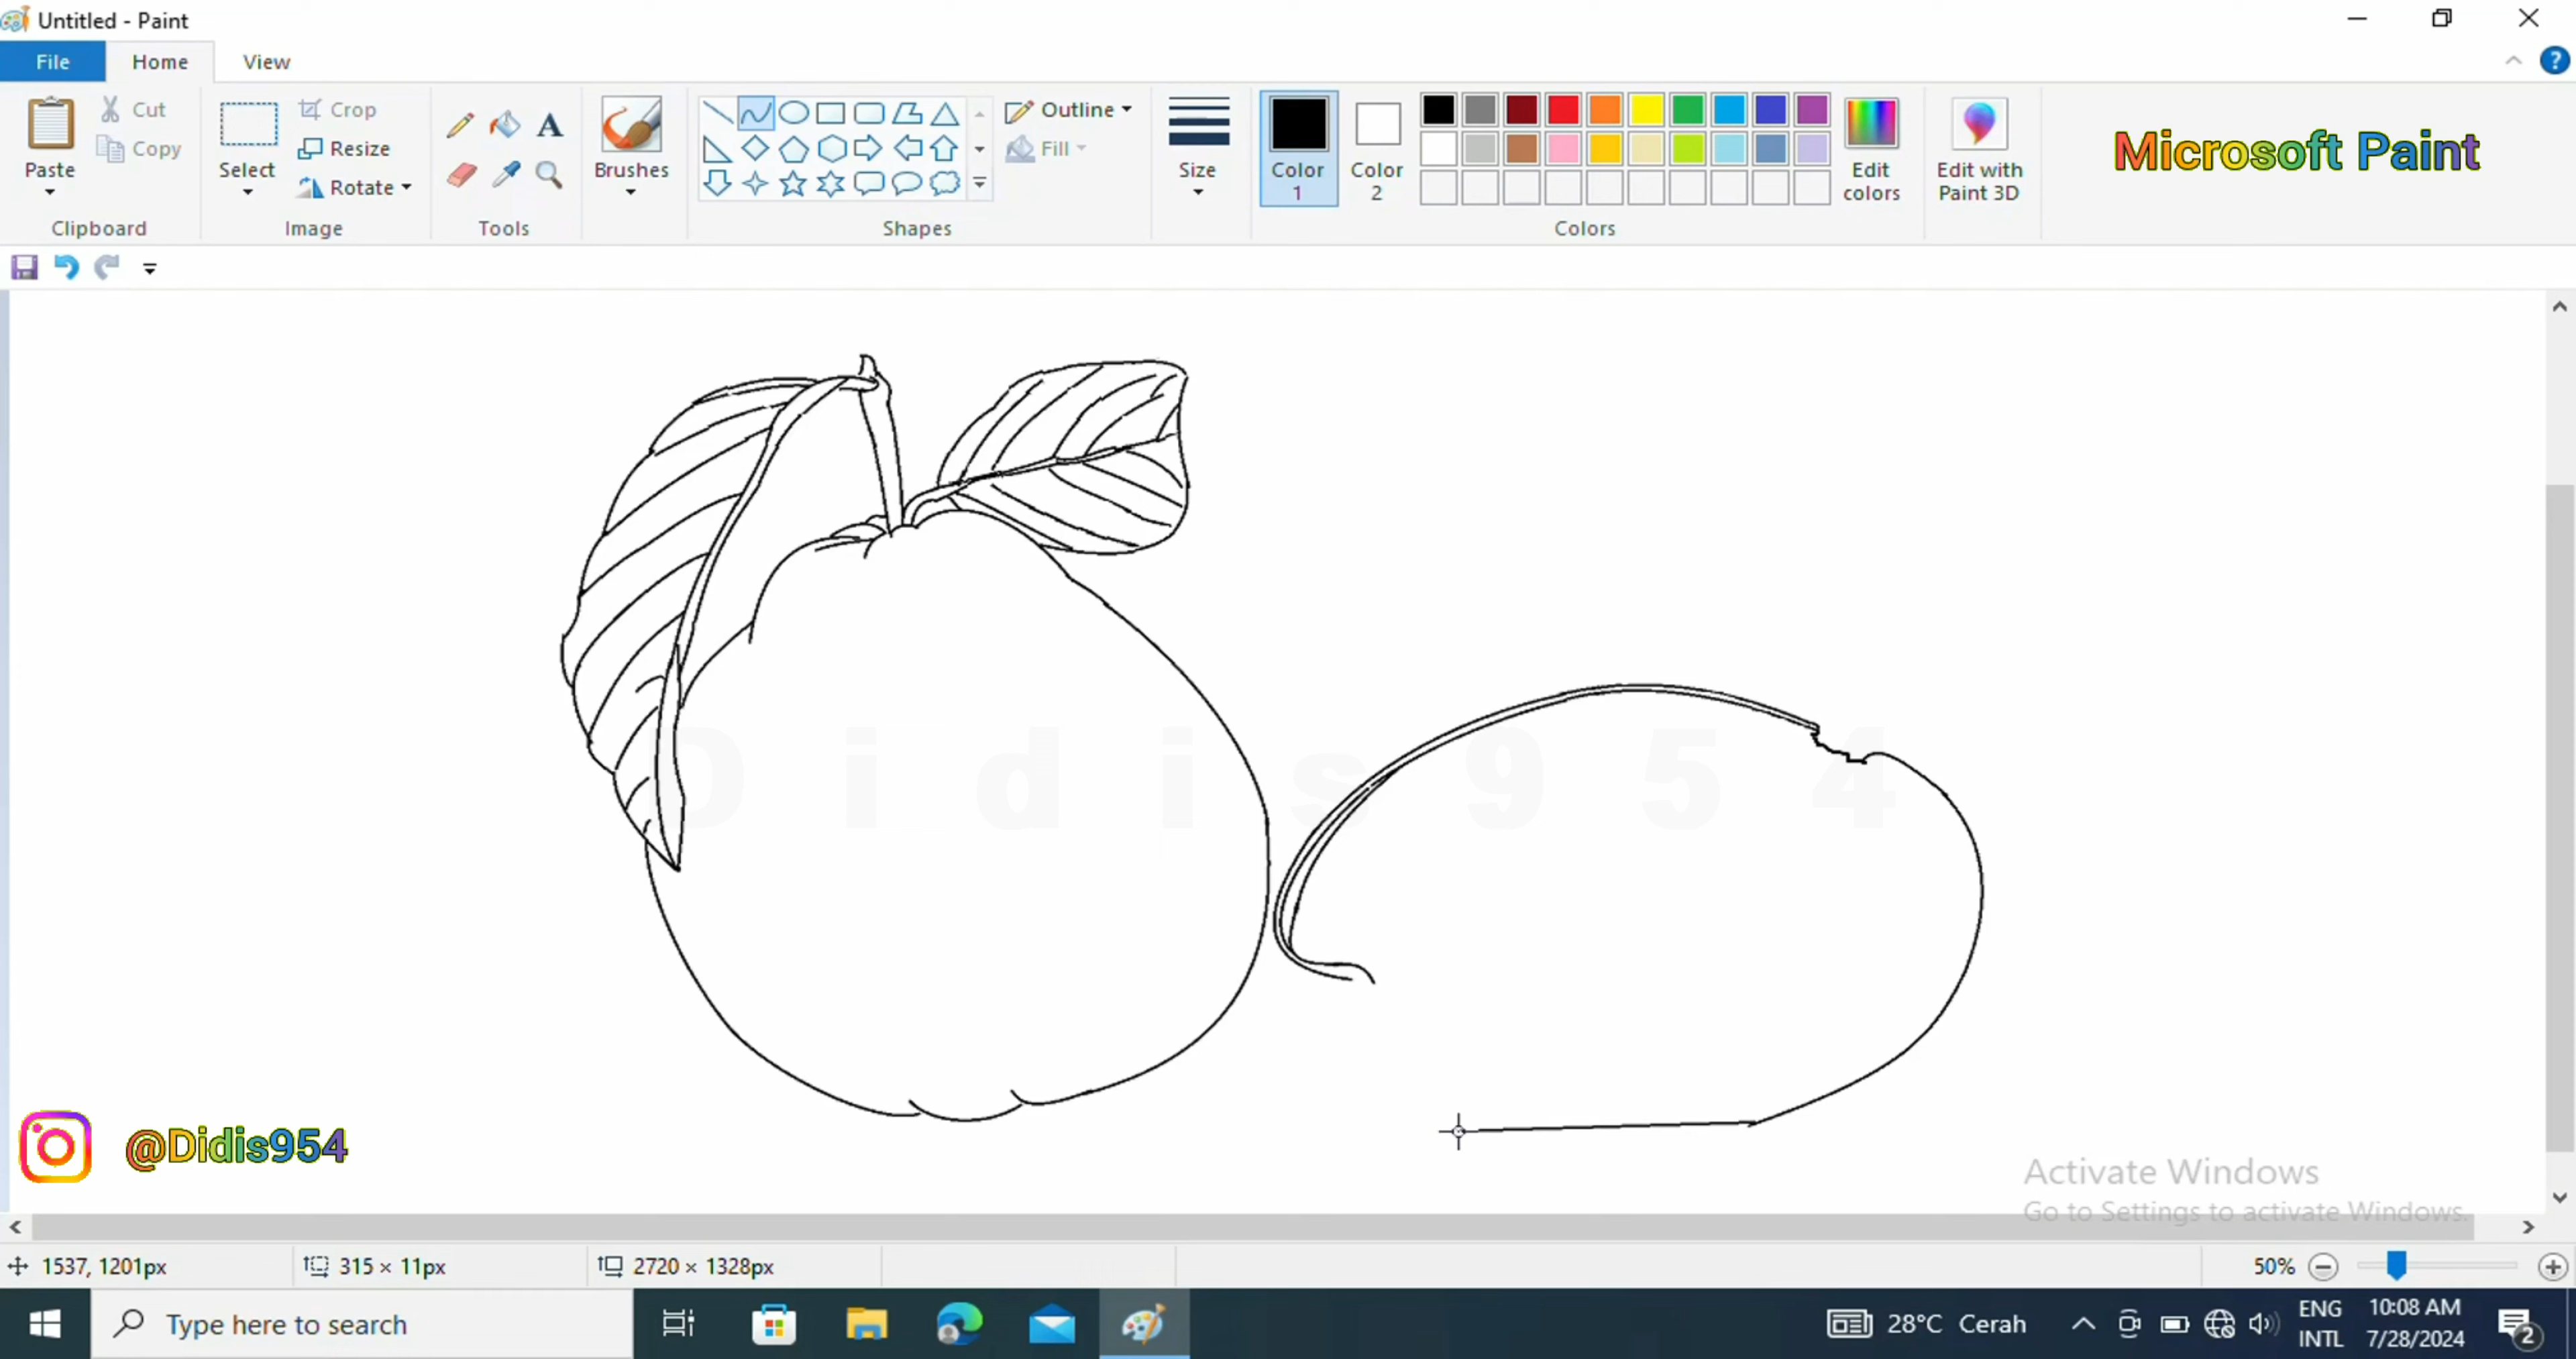 Untitled - Paint
File
Home
View
Paste
Cut
Copy
Clipboard
Select
Crop
Resize
Rotate
Image
A
Tools
Brushes
Outline
Fill
Shapes
Size
Color
1
Color
2
Edit
colors
Colors
Edit with
Paint 3D
Microsoft Paint
Didis954
@Didis954
Activate Windows
Go to Settings to activate Windows.
1537, 1201px
315 × 11px
2720 × 1328px
50%
Type here to search
28°C Cerah
ENG
INTL
10:08 AM
7/28/2024
2